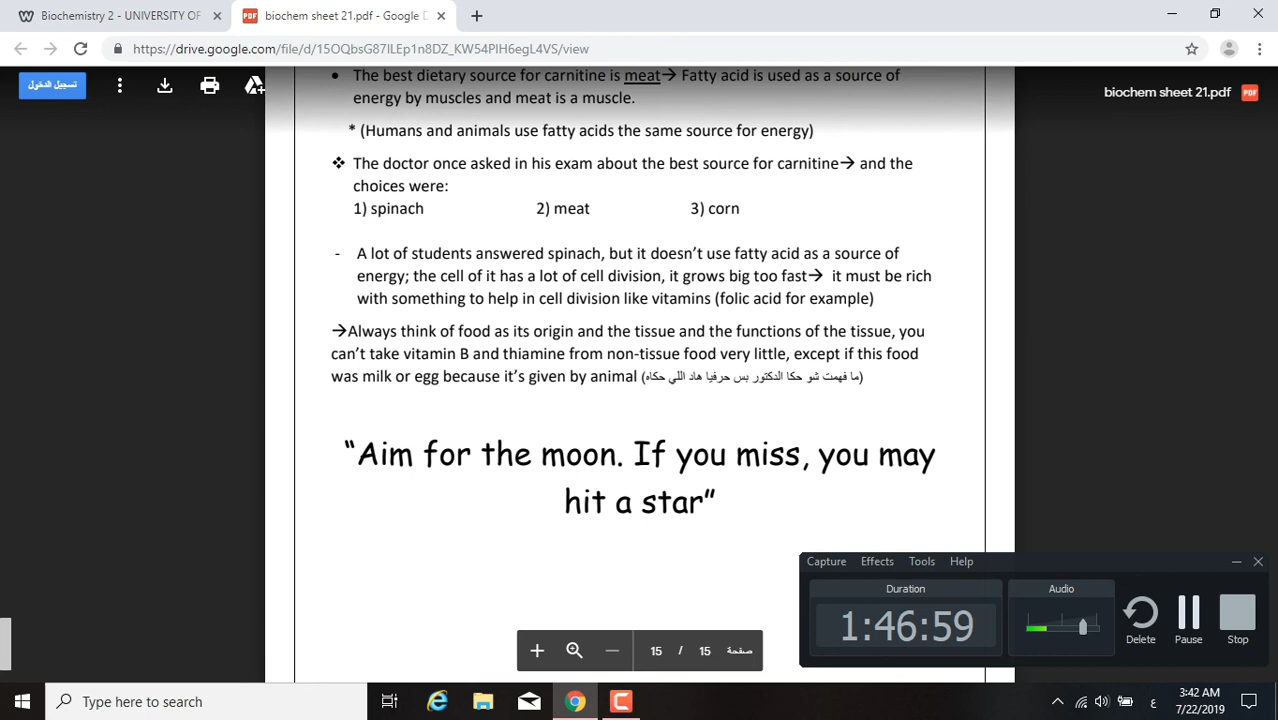 Biochemistry 2 - UNIVERSITY OF
biochem sheet 21.pdf - Google D
https://drive.google.com/file/d/15OQbsG87ILEp1n8DZ_KW54PlH6egL4VS/view
تسجيل الدخول
biochem sheet 21.pdf
PDF
• The best dietary source for carnitine is meat→ Fatty acid is used as a source of
energy by muscles and meat is a muscle.
* (Humans and animals use fatty acids the same source for energy)
❖ The doctor once asked in his exam about the best source for carnitine→ and the
choices were:
1) spinach 2) meat 3) corn
- A lot of students answered spinach, but it doesn't use fatty acid as a source of
energy; the cell of it has a lot of cell division, it grows big too fast→ it must be rich
with something to help in cell division like vitamins (folic acid for example)
→Always think of food as its origin and the tissue and the functions of the tissue, you
can't take vitamin B and thiamine from non-tissue food very little, except if this food
was milk or egg because it's given by animal (ما فهمت شو حكا الدكتور بس حرفيا هاد اللي حكاه)
“Aim for the moon. If you miss, you may
hit a star”
Capture Effects Tools Help
Duration Audio
1:46:59
Delete Pause Stop
15 / 15 صفحة
Type here to search
ع
3:42 AM
7/22/2019